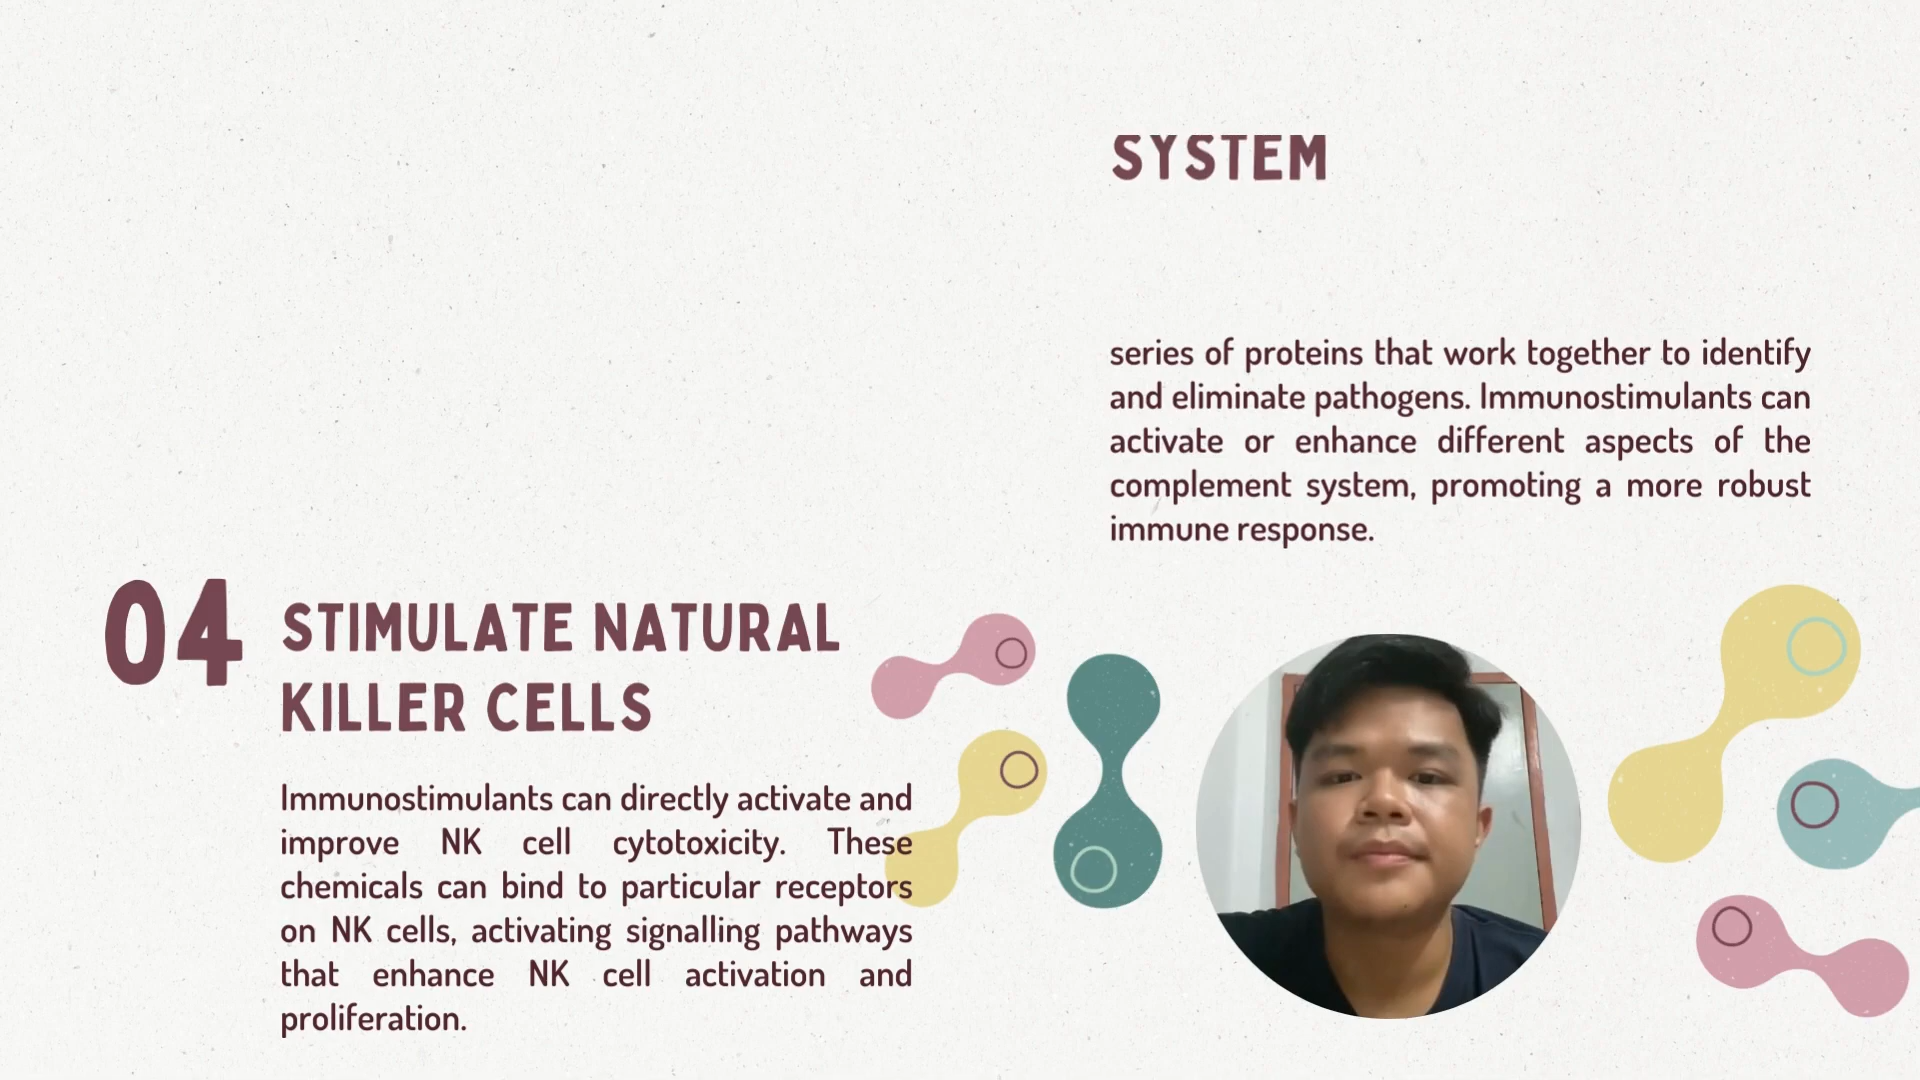 SYSTEM
series of proteins that work together to identify
and eliminate pathogens. Immunostimulants can
activate or enhance different aspects of the
complement system, promoting a more robust
immune response.
04
STIMULATE NATURAL
KILLER CELLS
Immunostimulants can directly activate and
improve NK cell cytotoxicity. These
chemicals can bind to particular receptors
on NK cells, activating signalling pathways
that enhance NK cell activation and
proliferation.